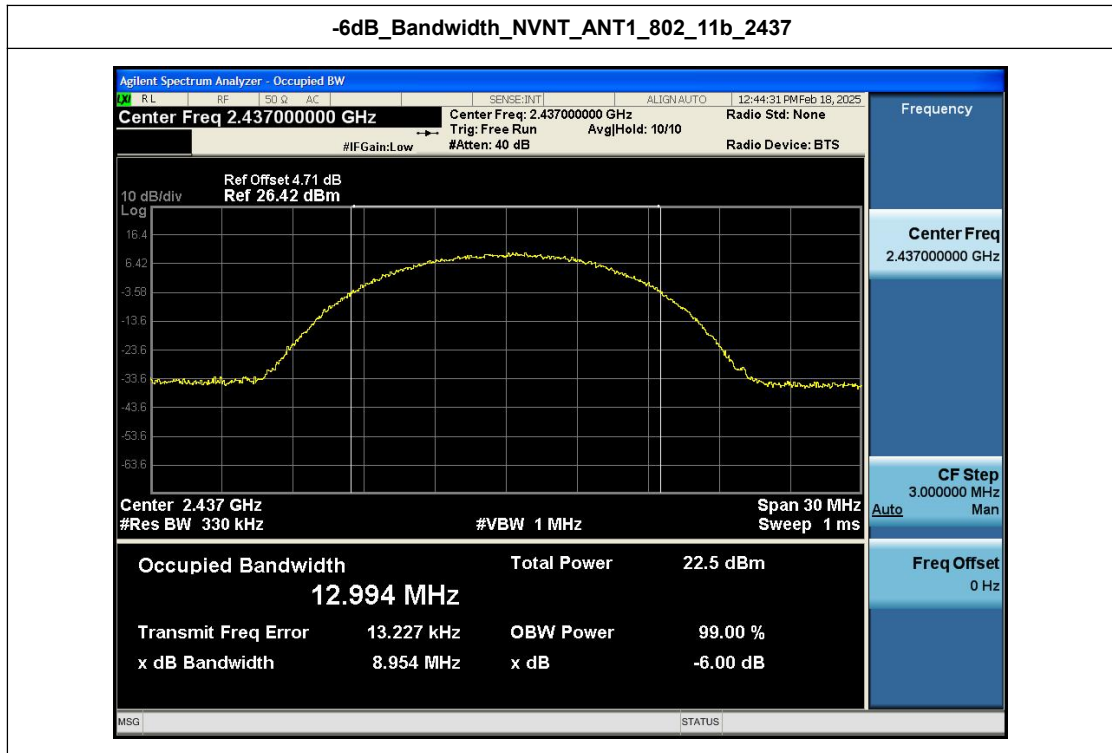 -6dB_Bandwidth_NVNT_ANT1_802_11b_2437
Agilent Spectrum Analyzer - Occupied BW
LXI RL RF 50 Ω AC SENSE:INT ALIGN AUTO 12:44:31 PM Feb 18, 2025
Center Freq 2.437000000 GHz
Center Freq: 2.437000000 GHz Radio Std: None
Trig: Free Run Avg|Hold: 10/10
#IFGain:Low #Atten: 40 dB Radio Device: BTS
Ref Offset 4.71 dB
10 dB/div Ref 26.42 dBm
Log
16.4
6.42
-3.58
-13.6
-23.6
-33.6
-43.6
-53.6
-63.6
Center 2.437 GHz Span 30 MHz
#Res BW 330 kHz #VBW 1 MHz Sweep 1 ms
Occupied Bandwidth Total Power 22.5 dBm
12.994 MHz
Transmit Freq Error 13.227 kHz OBW Power 99.00 %
x dB Bandwidth 8.954 MHz x dB -6.00 dB
MSG STATUS
Frequency
Center Freq
2.437000000 GHz
CF Step
3.000000 MHz
Auto Man
Freq Offset
0 Hz